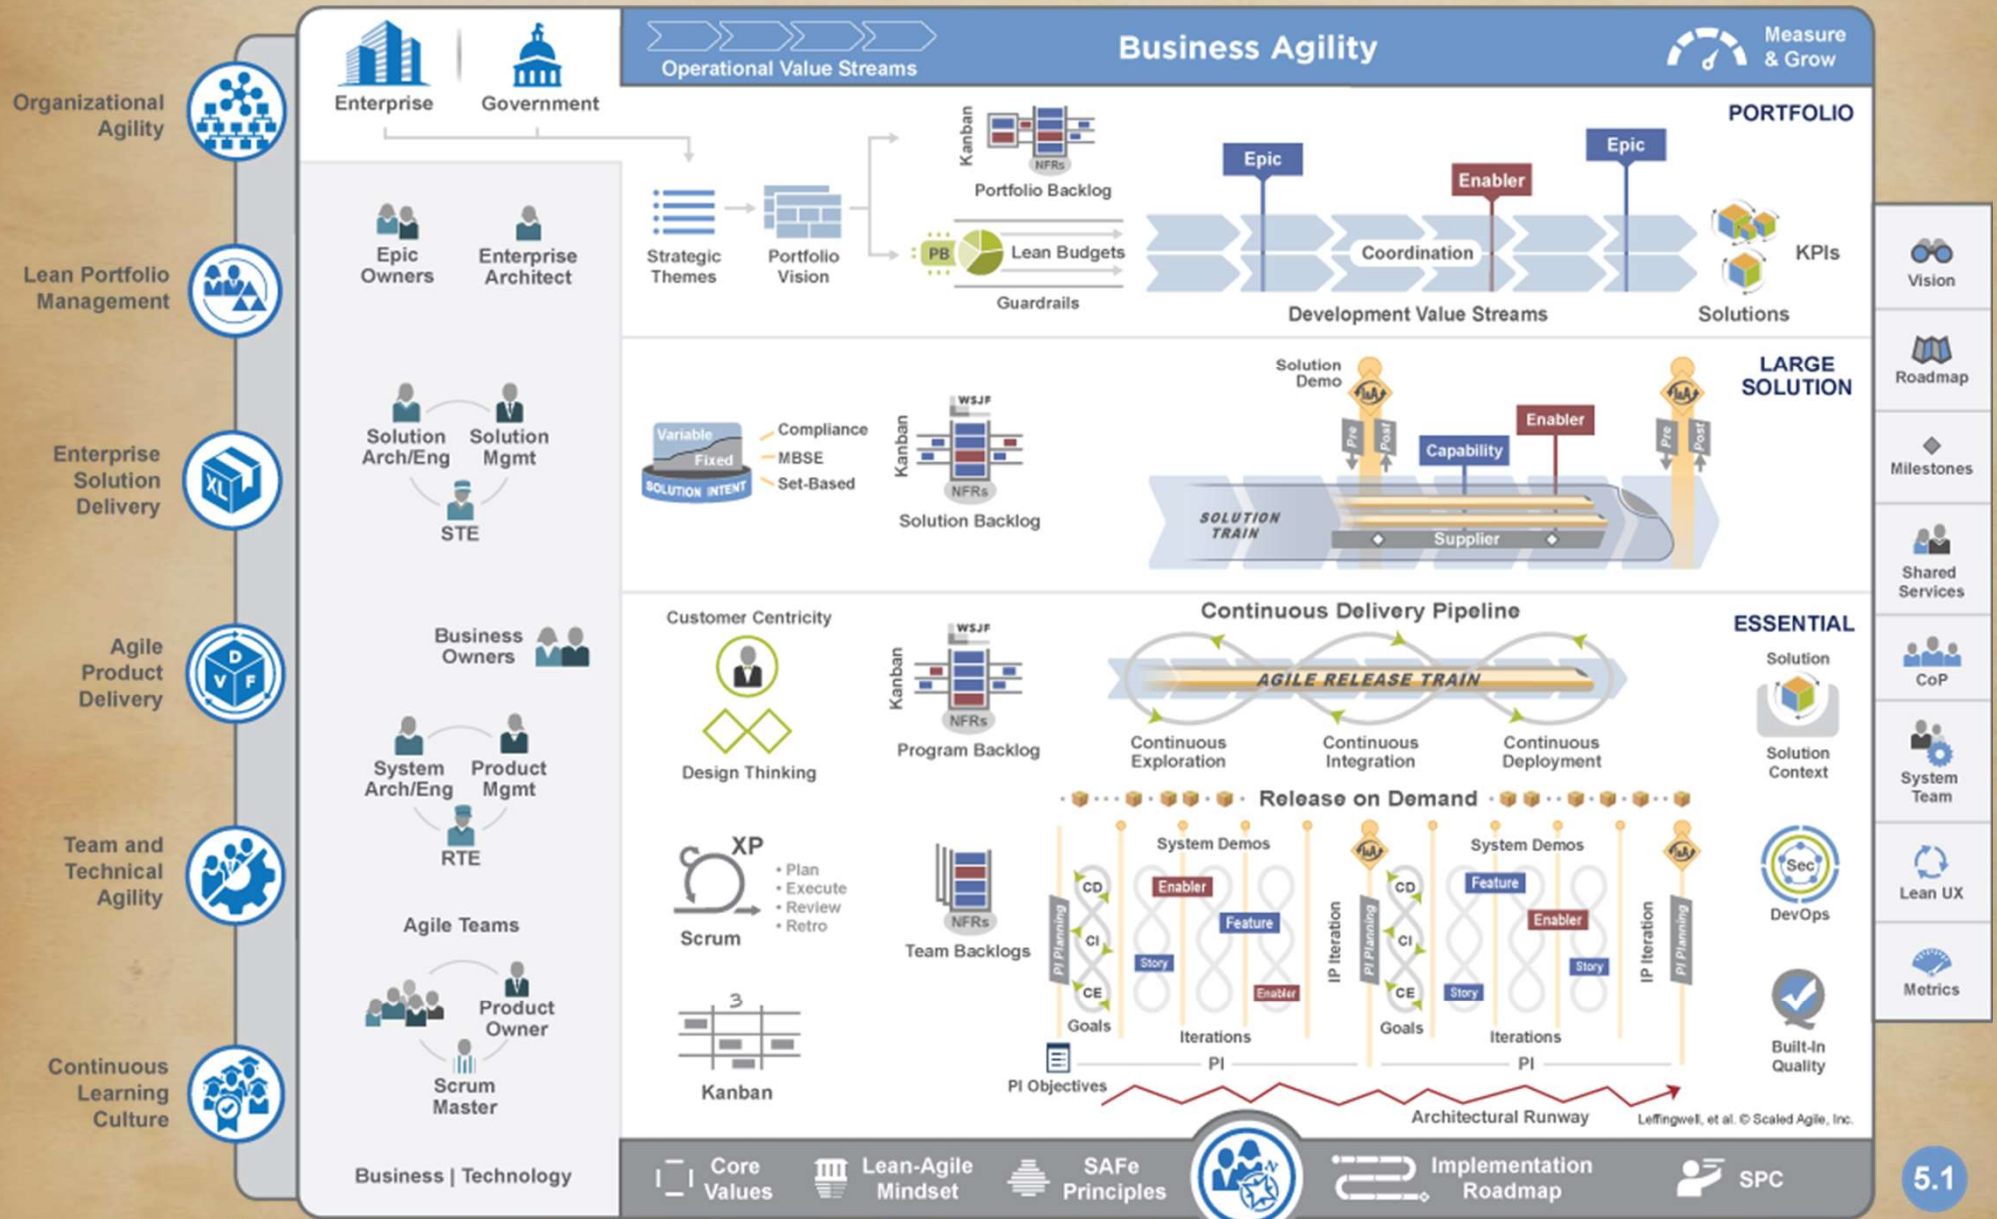 Organizational
Agility
Lean Portfolio
Management
Enterprise
Solution
Delivery
XL
Agile
Product
Delivery
D
V F
Team and
Technical
Agility
Continuous
Learning
Culture
Enterprise
Government
Operational Value Streams
Business Agility
Measure
& Grow
PORTFOLIO
Epic
Owners
Enterprise
Architect
Strategic
Themes
Portfolio
Vision
Kanban
NFRs
Portfolio Backlog
PB
Lean Budgets
Guardrails
Epic
Enabler
Epic
Coordination
Development Value Streams
KPIs
Solutions
LARGE
SOLUTION
Solution
Arch/Eng
Solution
Mgmt
STE
Variable
Fixed
SOLUTION INTENT
Compliance
MBSE
Set-Based
WSJF
Kanban
NFRs
Solution Backlog
Solution
Demo
I&A
Pre
Post
Capability
Enabler
I&A
Pre
Post
SOLUTION
TRAIN
Supplier
ESSENTIAL
Business
Owners
System
Arch/Eng
Product
Mgmt
RTE
Agile Teams
Product
Owner
Scrum
Master
Business | Technology
Customer Centricity
Design Thinking
WSJF
Kanban
NFRs
Program Backlog
Continuous Delivery Pipeline
AGILE RELEASE TRAIN
Continuous
Exploration
Continuous
Integration
Continuous
Deployment
Solution
Solution
Context
Release on Demand
XP
• Plan
• Execute
• Review
• Retro
Scrum
NFRs
Team Backlogs
3
Kanban
PI Planning
CD
CI
CE
Goals
System Demos
Enabler
Feature
Story
Enabler
Iterations
IP Iteration
I&A
PI Planning
CD
CI
CE
Goals
System Demos
Feature
Enabler
Story
Story
Iterations
IP Iteration
I&A
PI Planning
PI Objectives
PI
PI
Architectural Runway
Sec
DevOps
Built-In
Quality
Leffingwell, et al. © Scaled Agile, Inc.
Core
Values
Lean-Agile
Mindset
SAFe
Principles
N
Implementation
Roadmap
SPC
Vision
Roadmap
Milestones
Shared
Services
CoP
System
Team
Lean UX
Metrics
5.1